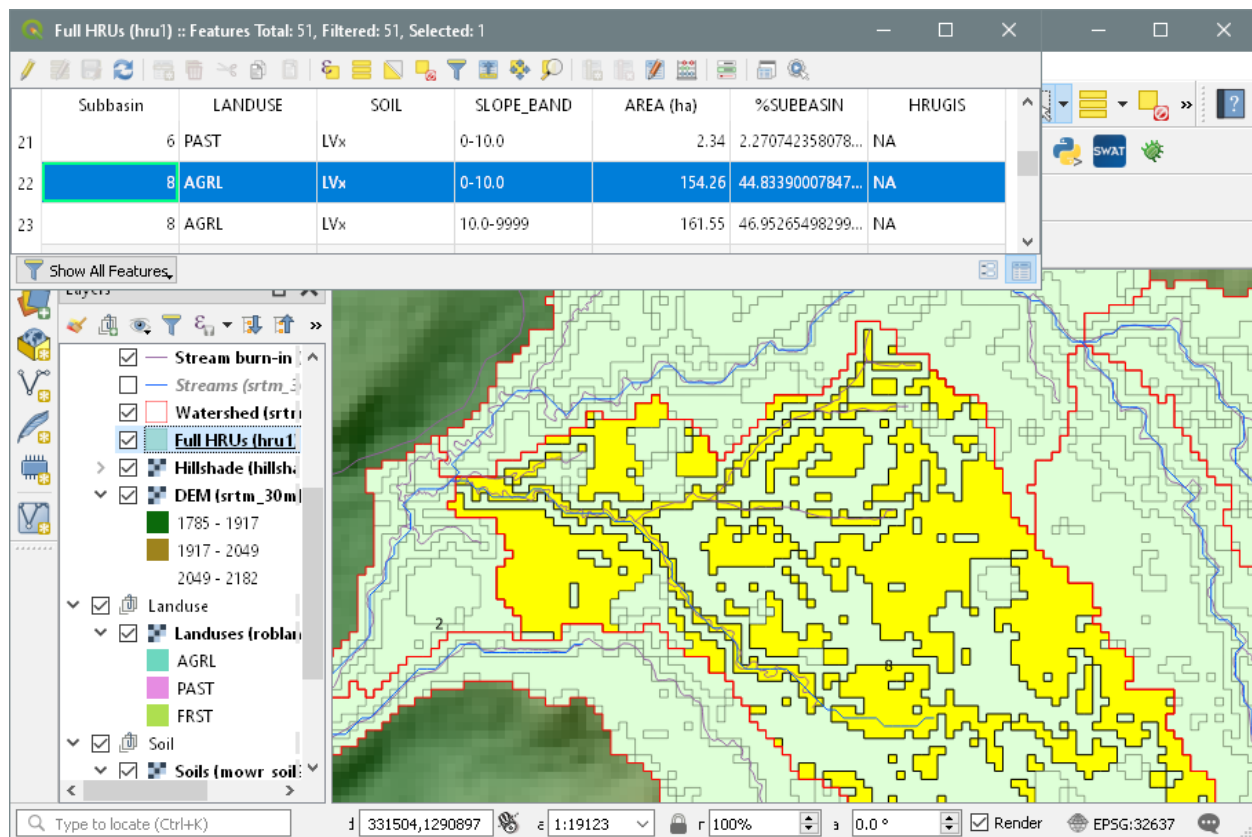 Full HRUs (hru1) :: Features Total: 51, Filtered: 51, Selected: 1
Subbasin LANDUSE SOIL SLOPE_BAND AREA (ha) %SUBBASIN HRUGIS
21 6 PAST LVx 0-10.0 2.34 2.270742358078... NA
22 8 AGRL LVx 0-10.0 154.26 44.83390007847... NA
23 8 AGRL LVx 10.0-9999 161.55 46.95265498299... NA
Show All Features
SWAT
Layers
Stream burn-in
Streams (srtm_3
Watershed (srtm
Full HRUs (hru1)
Hillshade (hillsha
DEM (srtm_30m)
1785 - 1917
1917 - 2049
2049 - 2182
Landuse
Landuses (roblan
AGRL
PAST
FRST
Soil
Soils (mowr_soil
2
8
Type to locate (Ctrl+K) 331504,1290897 1:19123 r 100% 0.0 ° Render EPSG:32637